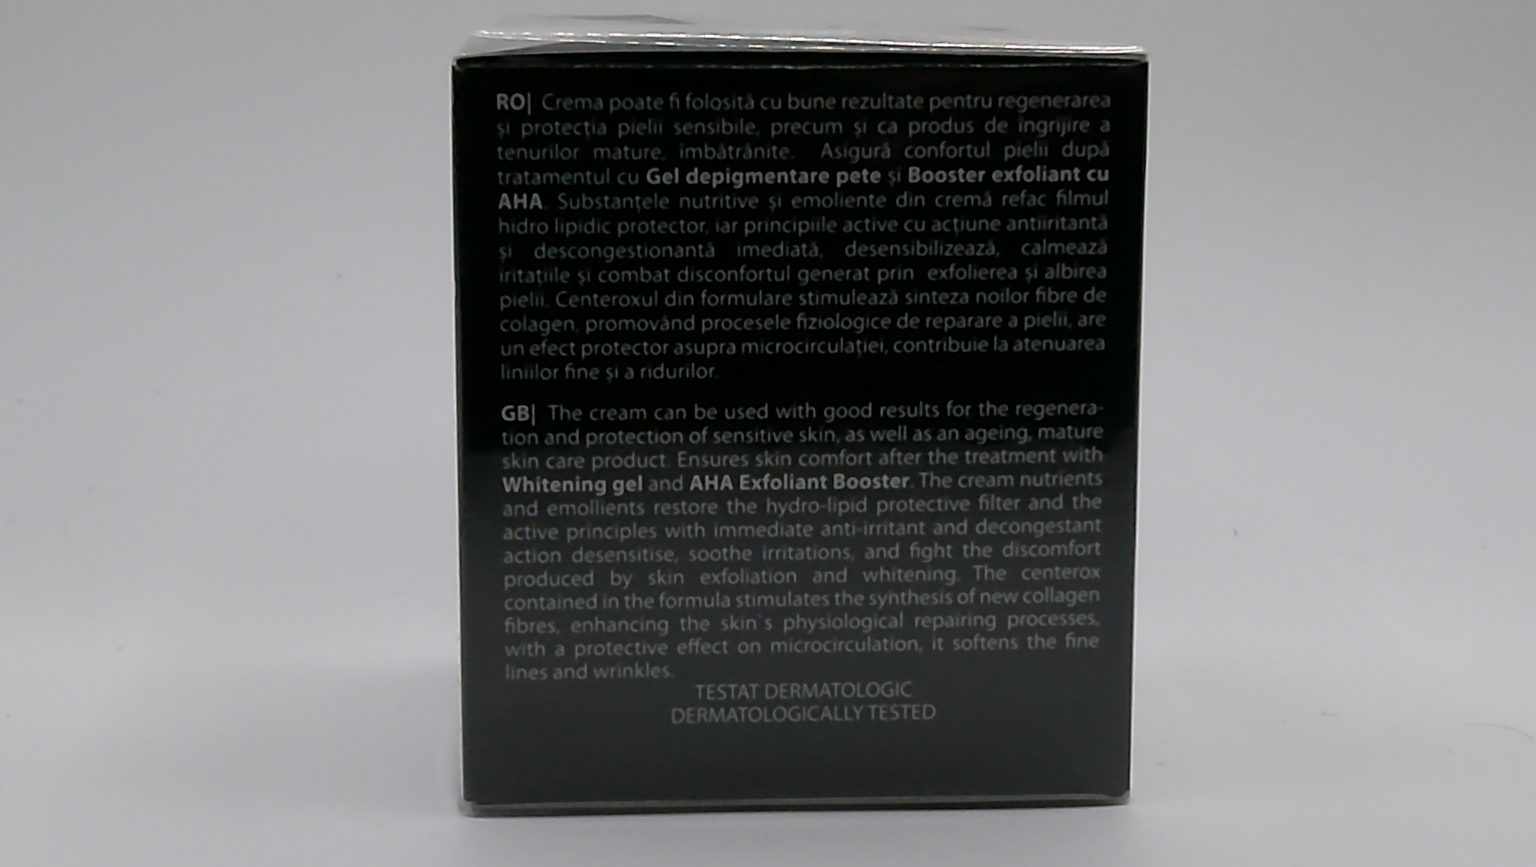 RO| Crema poate fi folosită cu bune rezultate pentru regenerarea
și protecția pielii sensibile, precum și ca produs de îngrijire a
tenurilor mature, îmbătrânite. Asigură confortul pielii după
tratamentul cu Gel depigmentare pete și Booster exfoliant cu
AHA. Substanțele nutritive și emoliente din cremă refac filmul
hidro lipidic protector, iar principiile active cu acțiune antiiritantă
și descongestionantă imediată, desensibilizează, calmează
iritațiile și combat disconfortul generat prin exfolierea și albirea
pielii. Centeroxul din formulare stimulează sinteza noilor fibre de
colagen, promovând procesele fiziologice de reparare a pielii, are
un efect protector asupra microcirculației, contribuie la atenuarea
liniilor fine și a ridurilor.
GB| The cream can be used with good results for the regenera-
tion and protection of sensitive skin, as well as an ageing, mature
skin care product. Ensures skin comfort after the treatment with
Whitening gel and AHA Exfoliant Booster. The cream nutrients
and emollients restore the hydro-lipid protective filter and the
active principles with immediate anti-irritant and decongestant
action desensitise, soothe irritations, and fight the discomfort
produced by skin exfoliation and whitening. The centerox
contained in the formula stimulates the synthesis of new collagen
fibres, enhancing the skin`s physiological repairing processes,
with a protective effect on microcirculation, it softens the fine
lines and wrinkles.
TESTAT DERMATOLOGIC
DERMATOLOGICALLY TESTED